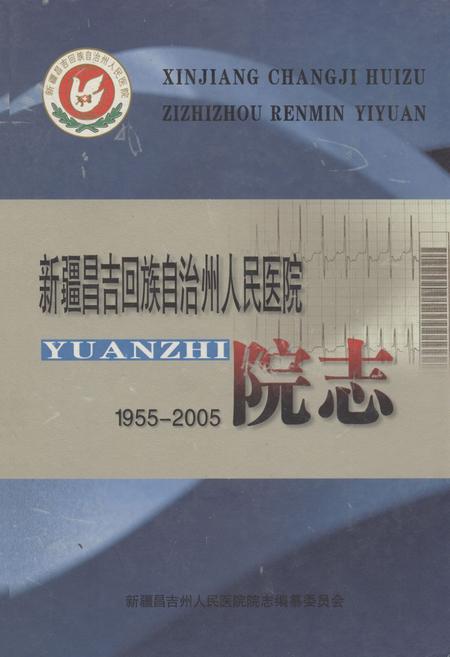 新疆昌吉回族自治州人民医院
XINJIANG CHANGJI HUIZU
ZIZHIZHOU RENMIN YIYUAN
新疆昌吉回族自治州人民医院
YUANZHI
院志
1955-2005
新疆昌吉州人民医院院志编纂委员会